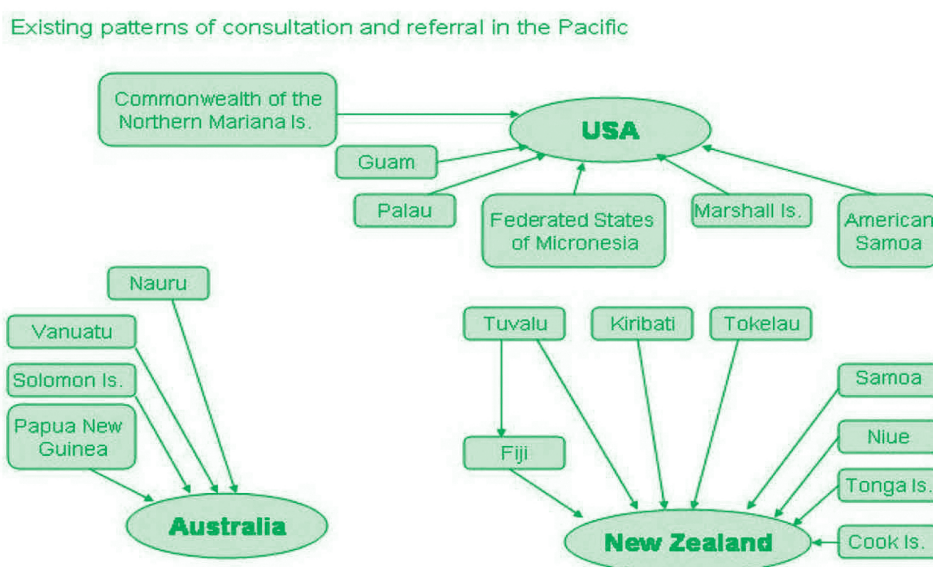 Existing patterns of consultation and referral in the Pacific
Commonwealth of the
Northern Mariana Is.
USA
Guam
Palau
Federated States
of Micronesia
Marshall Is.
American
Samoa
Nauru
Vanuatu
Solomon Is.
Papua New
Guinea
Australia
Tuvalu
Kiribati
Tokelau
Fiji
Samoa
Niue
Tonga Is.
Cook Is.
New Zealand